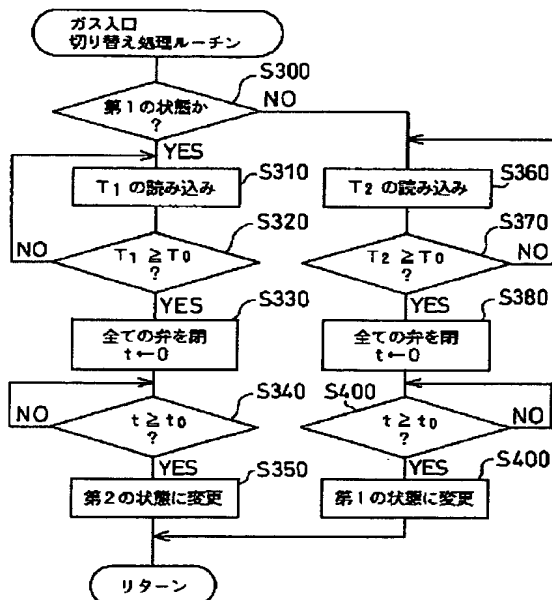 ガス入口
切り替え処理ルーチン
S300
第1の状態か
?
NO
YES
S310
T1の読み込み
S320
T1≧T0
?
NO
YES
S330
全ての弁を閉
t←0
S340
t≧t0
?
NO
YES
S350
第2の状態に変更
S360
T2の読み込み
S370
T2≧T0
?
NO
YES
S380
全ての弁を閉
t←0
S400
t≧t0
?
NO
YES
S400
第1の状態に変更
リターン